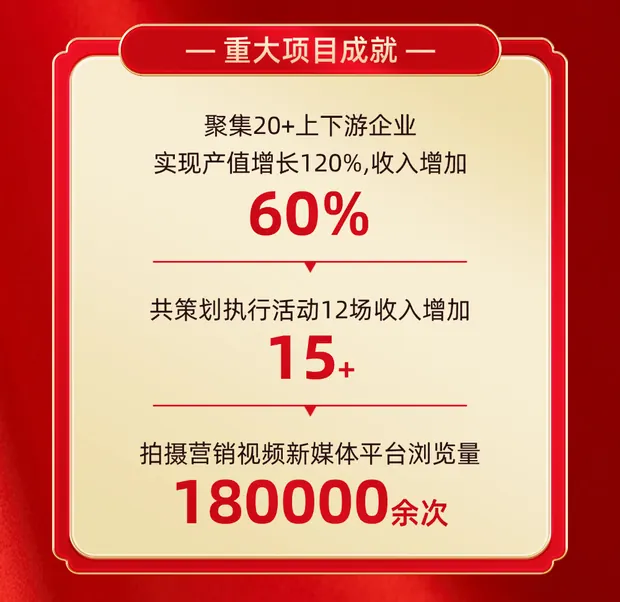 — 重大项目成就 —
聚集20+上下游企业
实现产值增长120%,收入增加
60%
共策划执行活动12场收入增加
15+
拍摄营销视频新媒体平台浏览量
180000余次